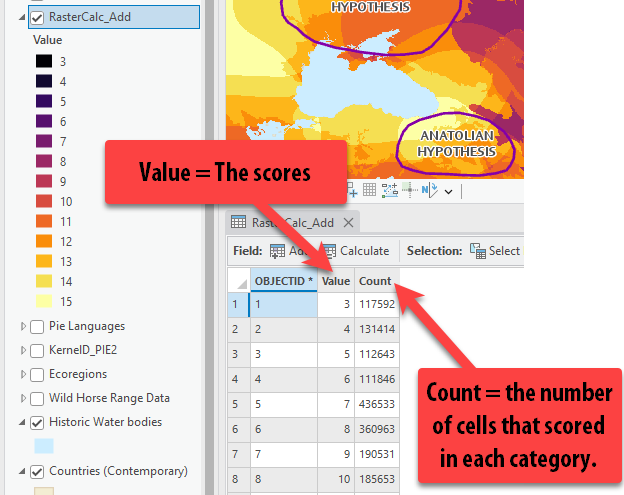 RasterCalc_Add
Value
3
4
5
6
7
8
9
10
11
12
13
14
15
Pie Languages
KernelD_PIE2
Ecoregions
Wild Horse Range Data
Historic Water bodies
Countries (Contemporary)
HYPOTHESIS
ANATOLIAN
HYPOTHESIS
Value = The scores
RasterCalc_Add
Field: Calculate Selection: Select
OBJECTID * Value Count
1 1 3 117592
2 2 4 131414
3 3 5 112643
4 4 6 111846
5 5 7 436533
6 6 8 360963
7 7 9 190531
8 8 10 185653
Count = the number
of cells that scored
in each category.